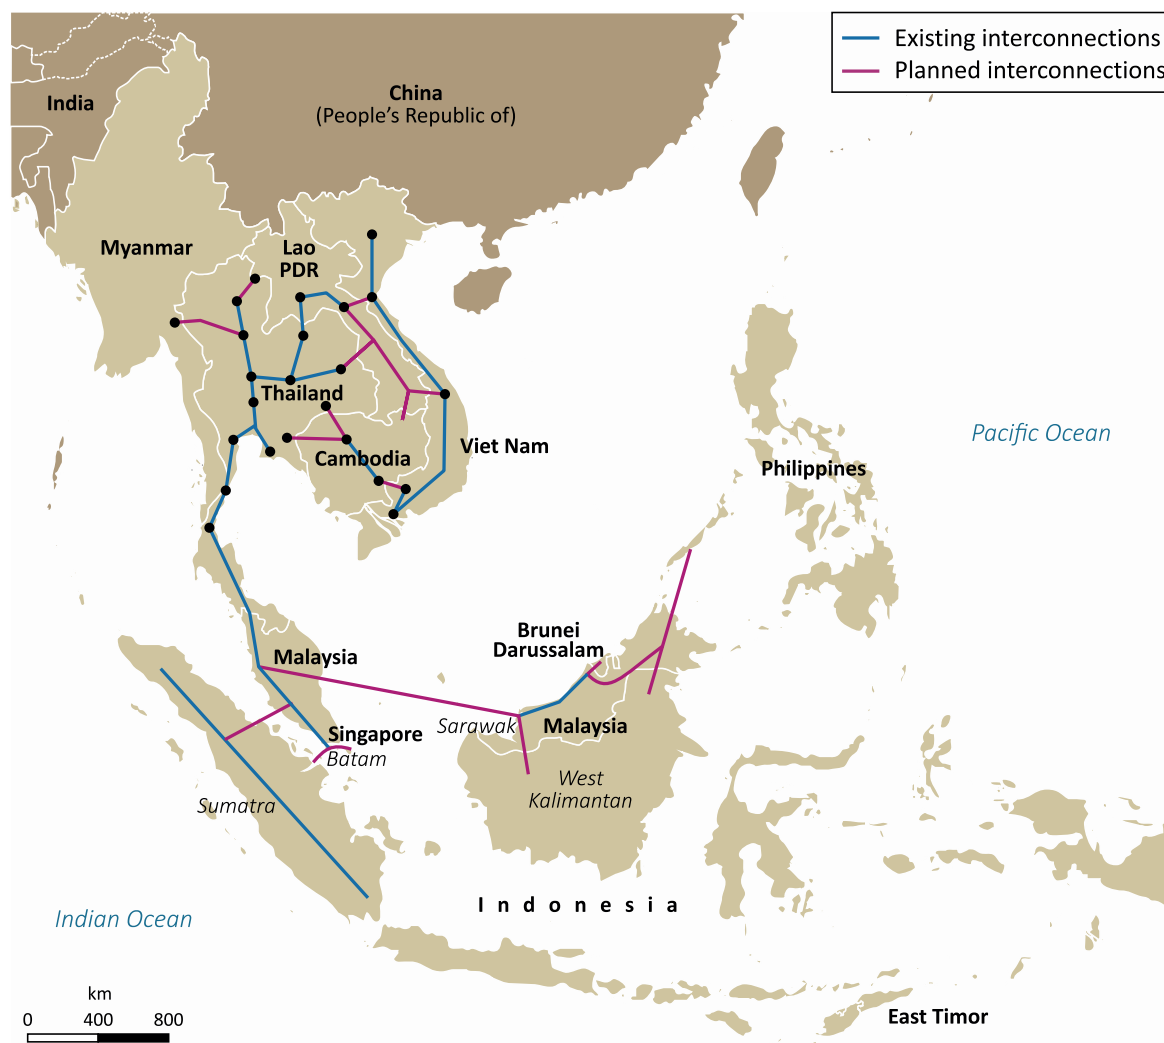 Existing interconnections
Planned interconnections
India
China
(People's Republic of)
Myanmar
Lao
PDR
Thailand
Cambodia
Viet Nam
Pacific Ocean
Philippines
Brunei
Darussalam
Malaysia
Sarawak
Malaysia
Singapore
Batam
West
Kalimantan
Sumatra
Indonesia
Indian Ocean
km
0 400 800
East Timor